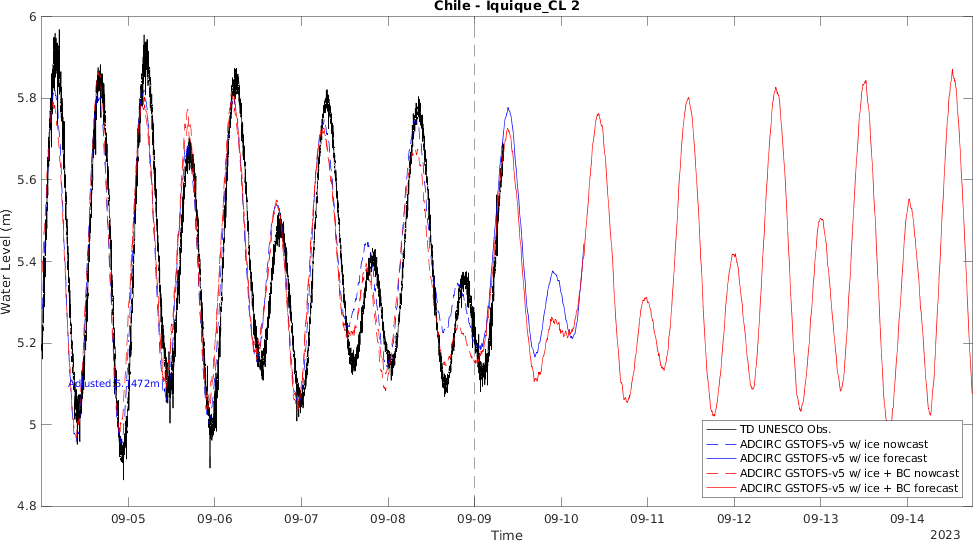 Chile - Iquique_CL 2
6
5.8
5.6
5.4
5.2
5
4.8
Water Level (m)
09-05 09-06 09-07 09-08 09-09 09-10 09-11 09-12 09-13 09-14
Time
2023
TD UNESCO Obs.
ADCIRC GSTOFS-v5 w/ ice nowcast
ADCIRC GSTOFS-v5 w/ ice forecast
ADCIRC GSTOFS-v5 w/ ice + BC nowcast
ADCIRC GSTOFS-v5 w/ ice + BC forecast